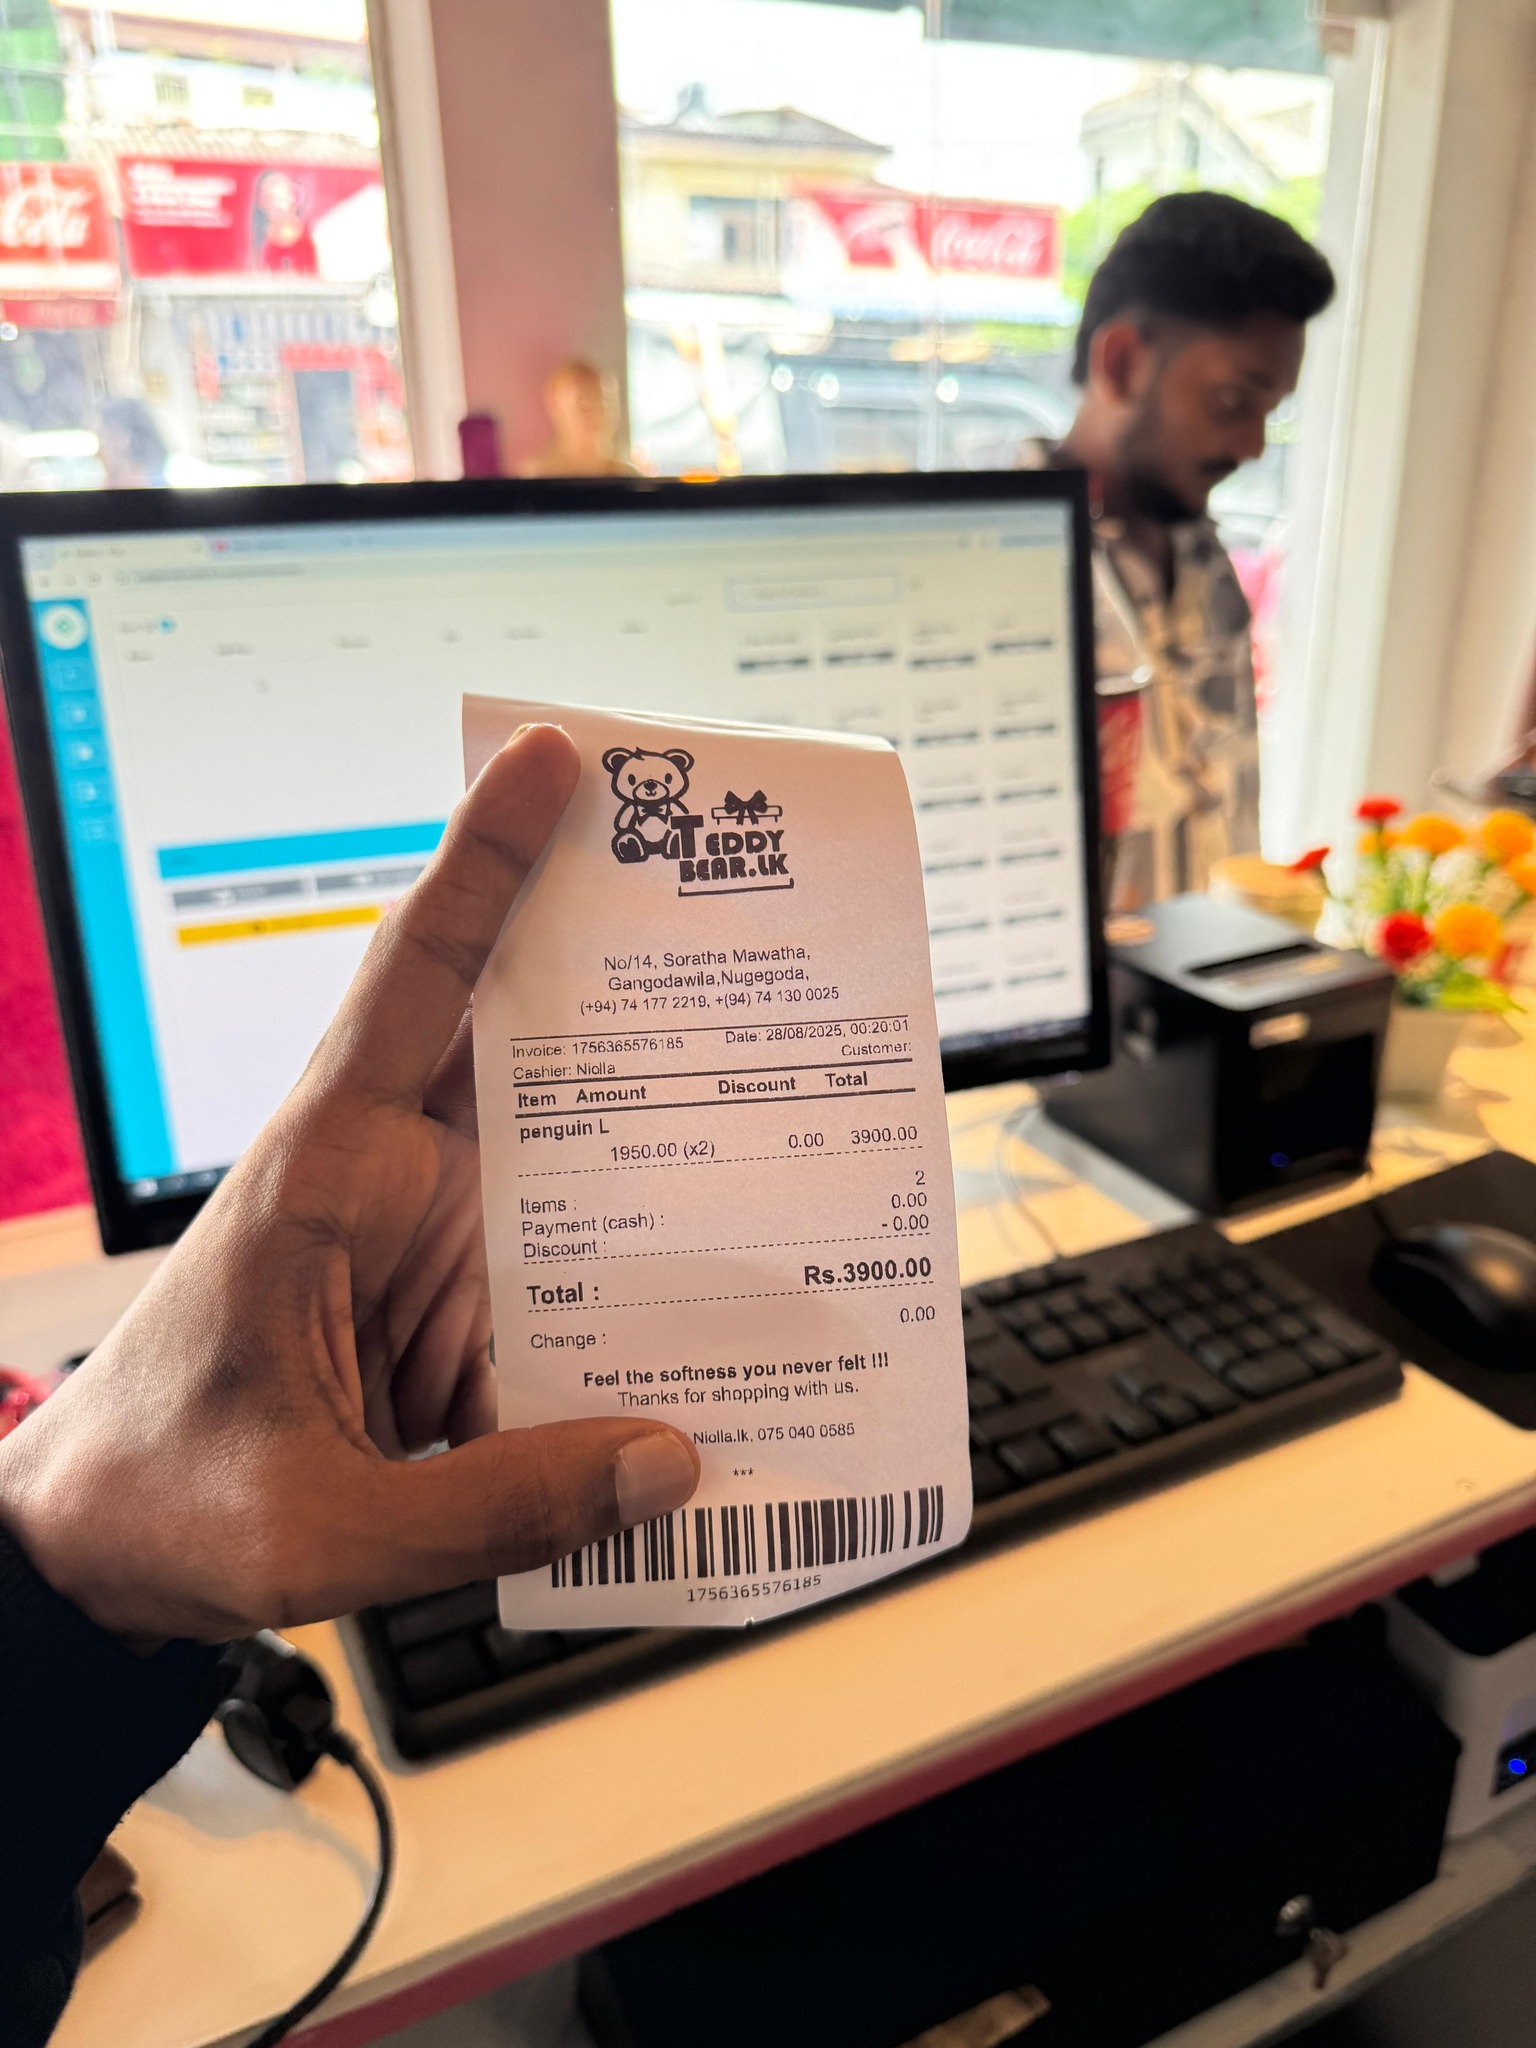 Cola
Coca-Cola
TEDDY
BEAR.LK
No/14, Soratha Mawatha,
Gangodawila,Nugegoda,
(+94) 74 177 2219, +(94) 74 130 0025
Invoice: 1756365576185 Date: 28/08/2025, 00:20:01
Cashier: Niolla Customer:
Item Amount Discount Total
penguin L
1950.00 (x2) 0.00 3900.00
Items : 2
Payment (cash) : 0.00
Discount : - 0.00
Total : Rs.3900.00
Change : 0.00
Feel the softness you never felt !!!
Thanks for shopping with us.
Niolla.lk, 075 040 0585
***
1756365576185